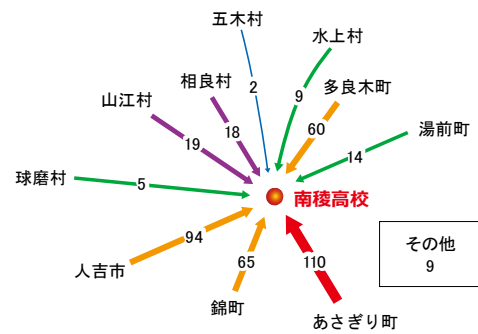 五木村
水上村
相良村
多良木町
山江村
2
9
18
60
湯前町
19
14
球磨村
5
南稜高校
94
その他
9
人吉市
65
110
錦町
あさぎり町